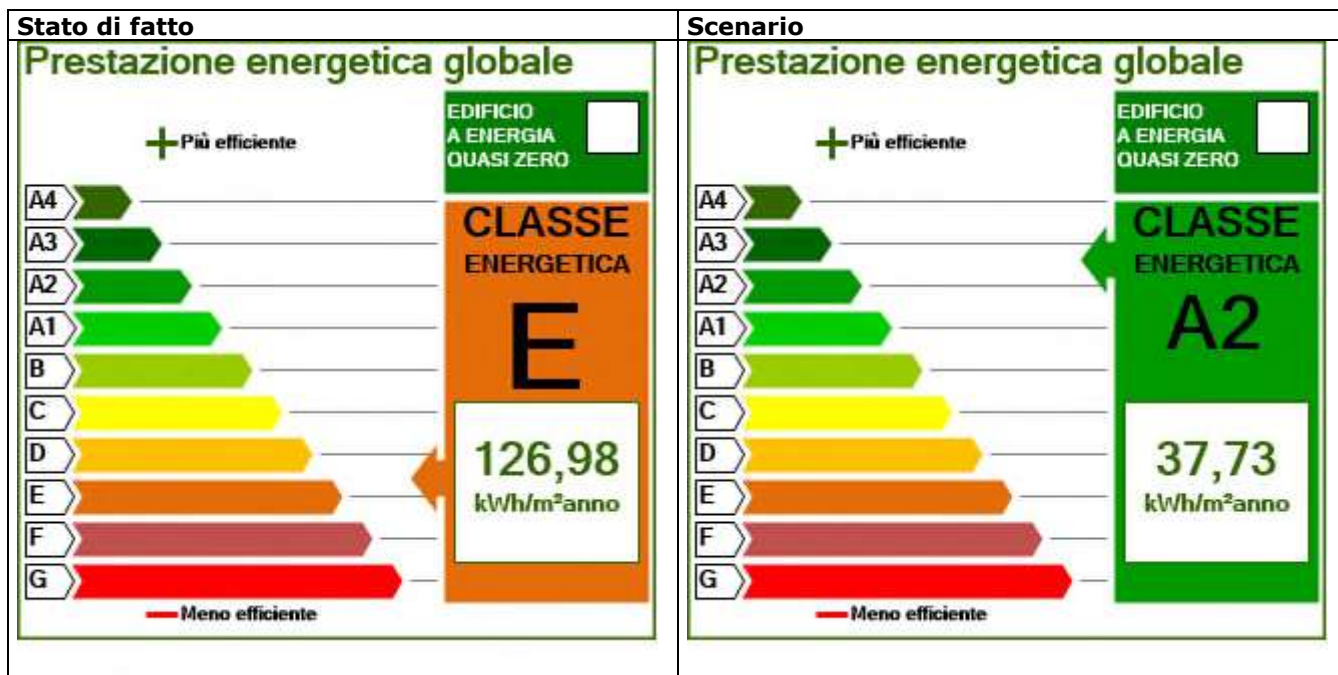 Stato di fatto
Prestazione energetica globale
EDIFICIO
A ENERGIA
QUASI ZERO
Più efficiente
A4
A3
A2
A1
B
C
D
E
F
G
Meno efficiente
CLASSE
ENERGETICA
E
126,98
kWh/m²anno
Scenario
Prestazione energetica globale
EDIFICIO
A ENERGIA
QUASI ZERO
Più efficiente
A4
A3
A2
A1
B
C
D
E
F
G
Meno efficiente
CLASSE
ENERGETICA
A2
37,73
kWh/m²anno